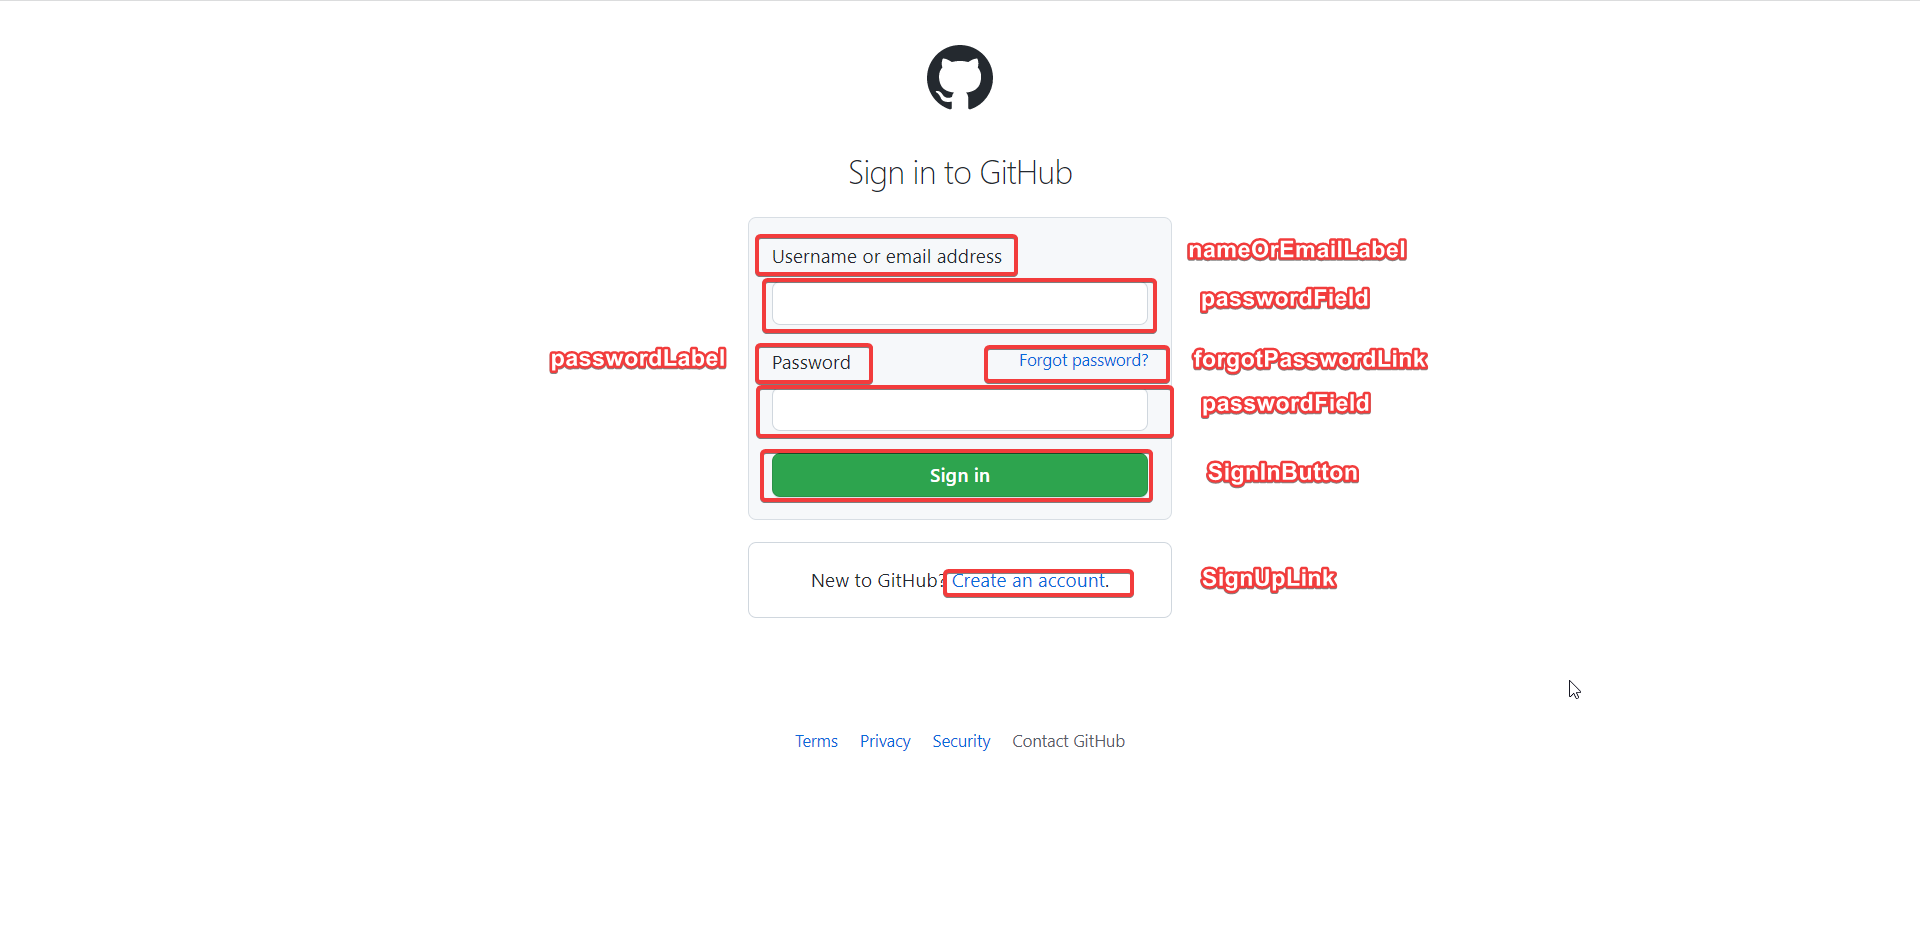 Sign in to GitHub
Username or email address
nameOrEmailLabel
passwordField
passwordLabel
Password
Forgot password?
forgotPasswordLink
passwordField
Sign in
SignInButton
New to GitHub? Create an account.
SignUpLink
Terms Privacy Security Contact GitHub